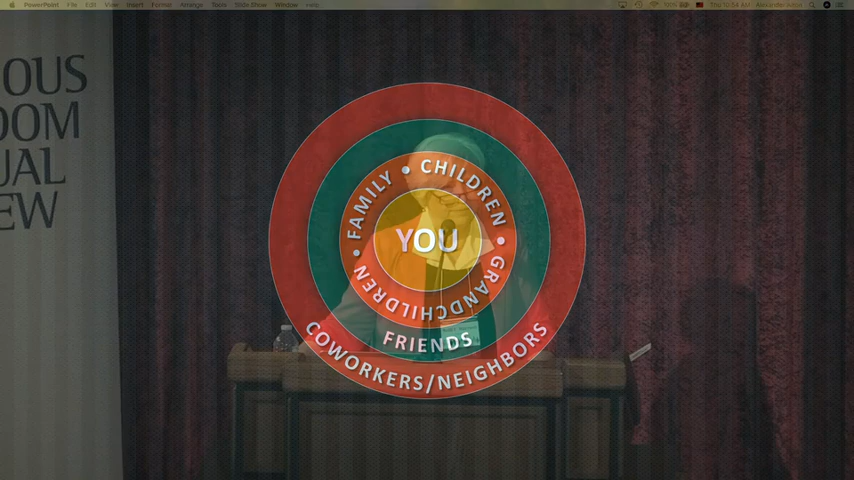 PowerPoint File Edit View Insert Format Arrange Tools Slide Show Window Help
OUS
DOM
UAL
EW
FAMILY • CHILDREN • GRANDCHILDREN •
YOU
FRIENDS
COWORKERS/NEIGHBORS